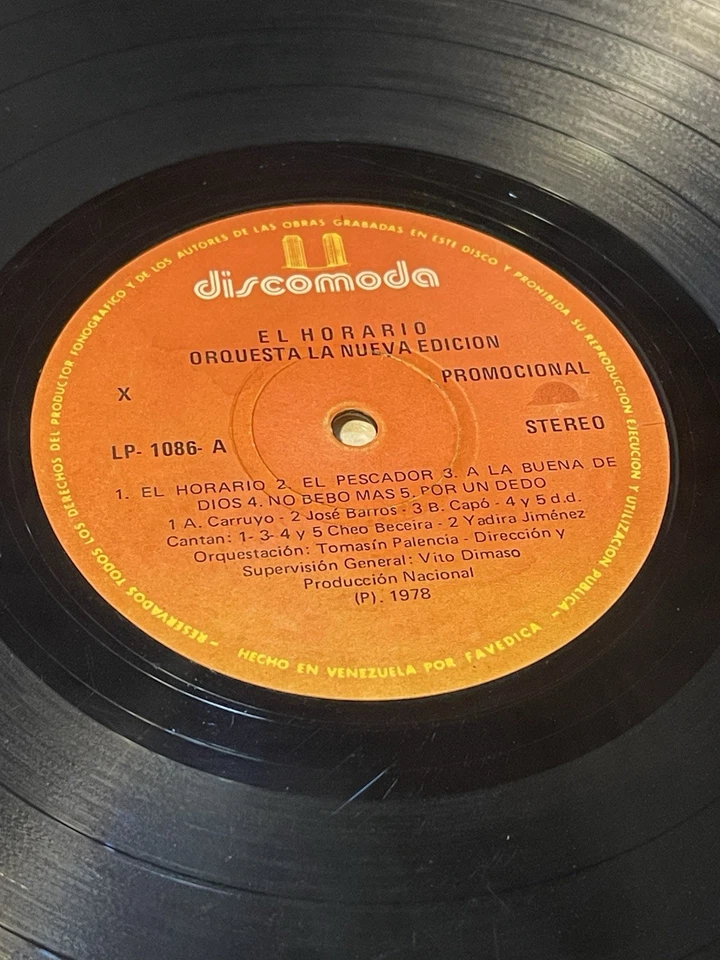 RESERVADOS TODOS LOS DERECHOS DEL PRODUCTOR FONOGRAFICO Y DE LOS AUTORES DE LAS OBRAS GRABADAS EN ESTE DISCO Y PROHIBIDA SU REPRODUCCION EJECUCION Y UTILIZACION PUBLICA
discomoda
EL HORARIO
ORQUESTA LA NUEVA EDICION
PROMOCIONAL
X
STEREO
LP- 1086- A
1. EL HORARIO 2. EL PESCADOR 3. A LA BUENA DE
DIOS 4. NO BEBO MAS 5. POR UN DEDO
1 A. Carruyo - 2 José Barros - 3 B. Capó - 4 y 5 d.d.
Cantan: 1- 3- 4 y 5 Cheo Beceira - 2 Yadira Jiménez
Orquestación: Tomasín Palencia - Dirección y
Supervisión General: Vito Dimaso
Producción Nacional
(P). 1978
- HECHO EN VENEZUELA POR FAVEDICA -